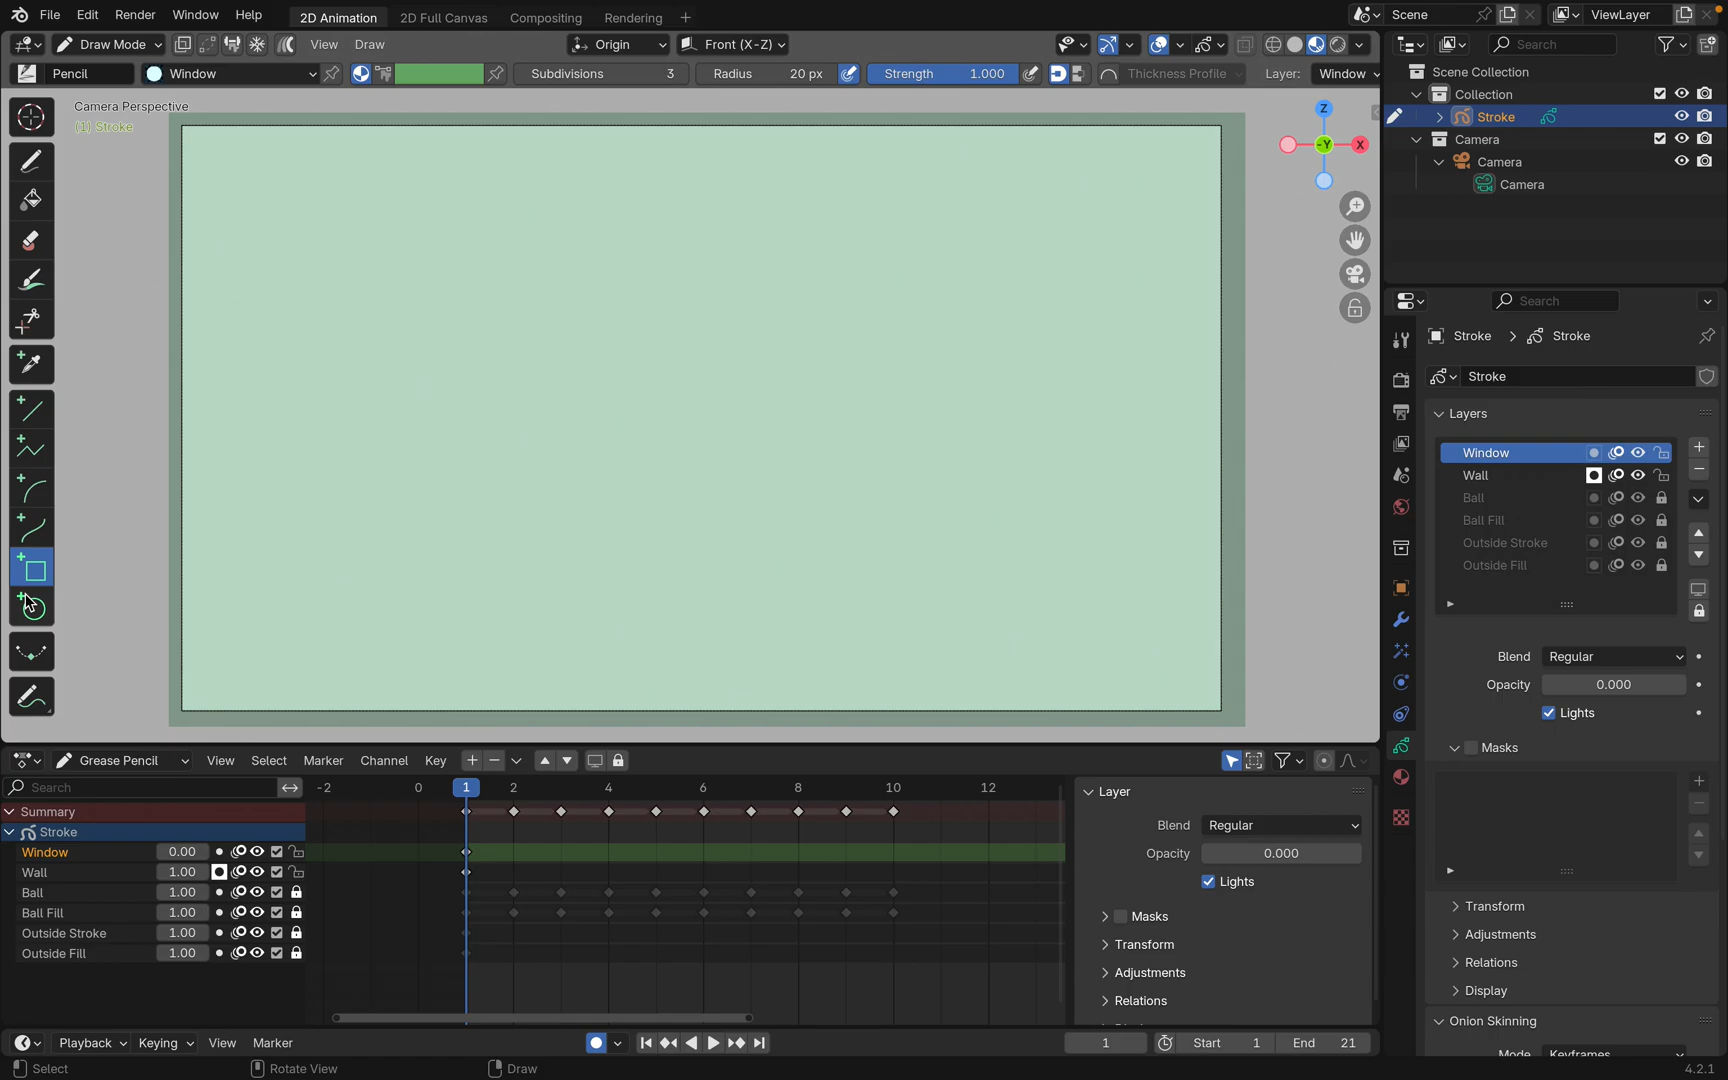 File Edit Render Window Help 2D Animation 2D Full Canvas Compositing Rendering + Scene ViewLayer
Draw Mode View Draw Origin Front (X-Z) Search
Pencil Window Subdivisions 3 Radius 20 px Strength 1.000 Thickness Profile Layer: Window
Scene Collection
Collection
Stroke
Camera
Camera
Camera
Camera Perspective
(1) Stroke
Z
-Y X
Search
Stroke > Stroke
Stroke
Layers
Window
Wall
Ball
Ball Fill
Outside Stroke
Outside Fill
Blend Regular
Opacity 0.000
Lights
Masks
Transform
Adjustments
Relations
Display
Onion Skinning
Mode Keyframes
Grease Pencil View Select Marker Channel Key
Search -2 0 1 2 4 6 8 10 12
Summary
Stroke
Window 0.00
Wall 1.00
Ball 1.00
Ball Fill 1.00
Outside Stroke 1.00
Outside Fill 1.00
Layer
Blend Regular
Opacity 0.000
Lights
Masks
Transform
Adjustments
Relations
Playback Keying View Marker 1 Start 1 End 21
Select Rotate View Draw 4.2.1